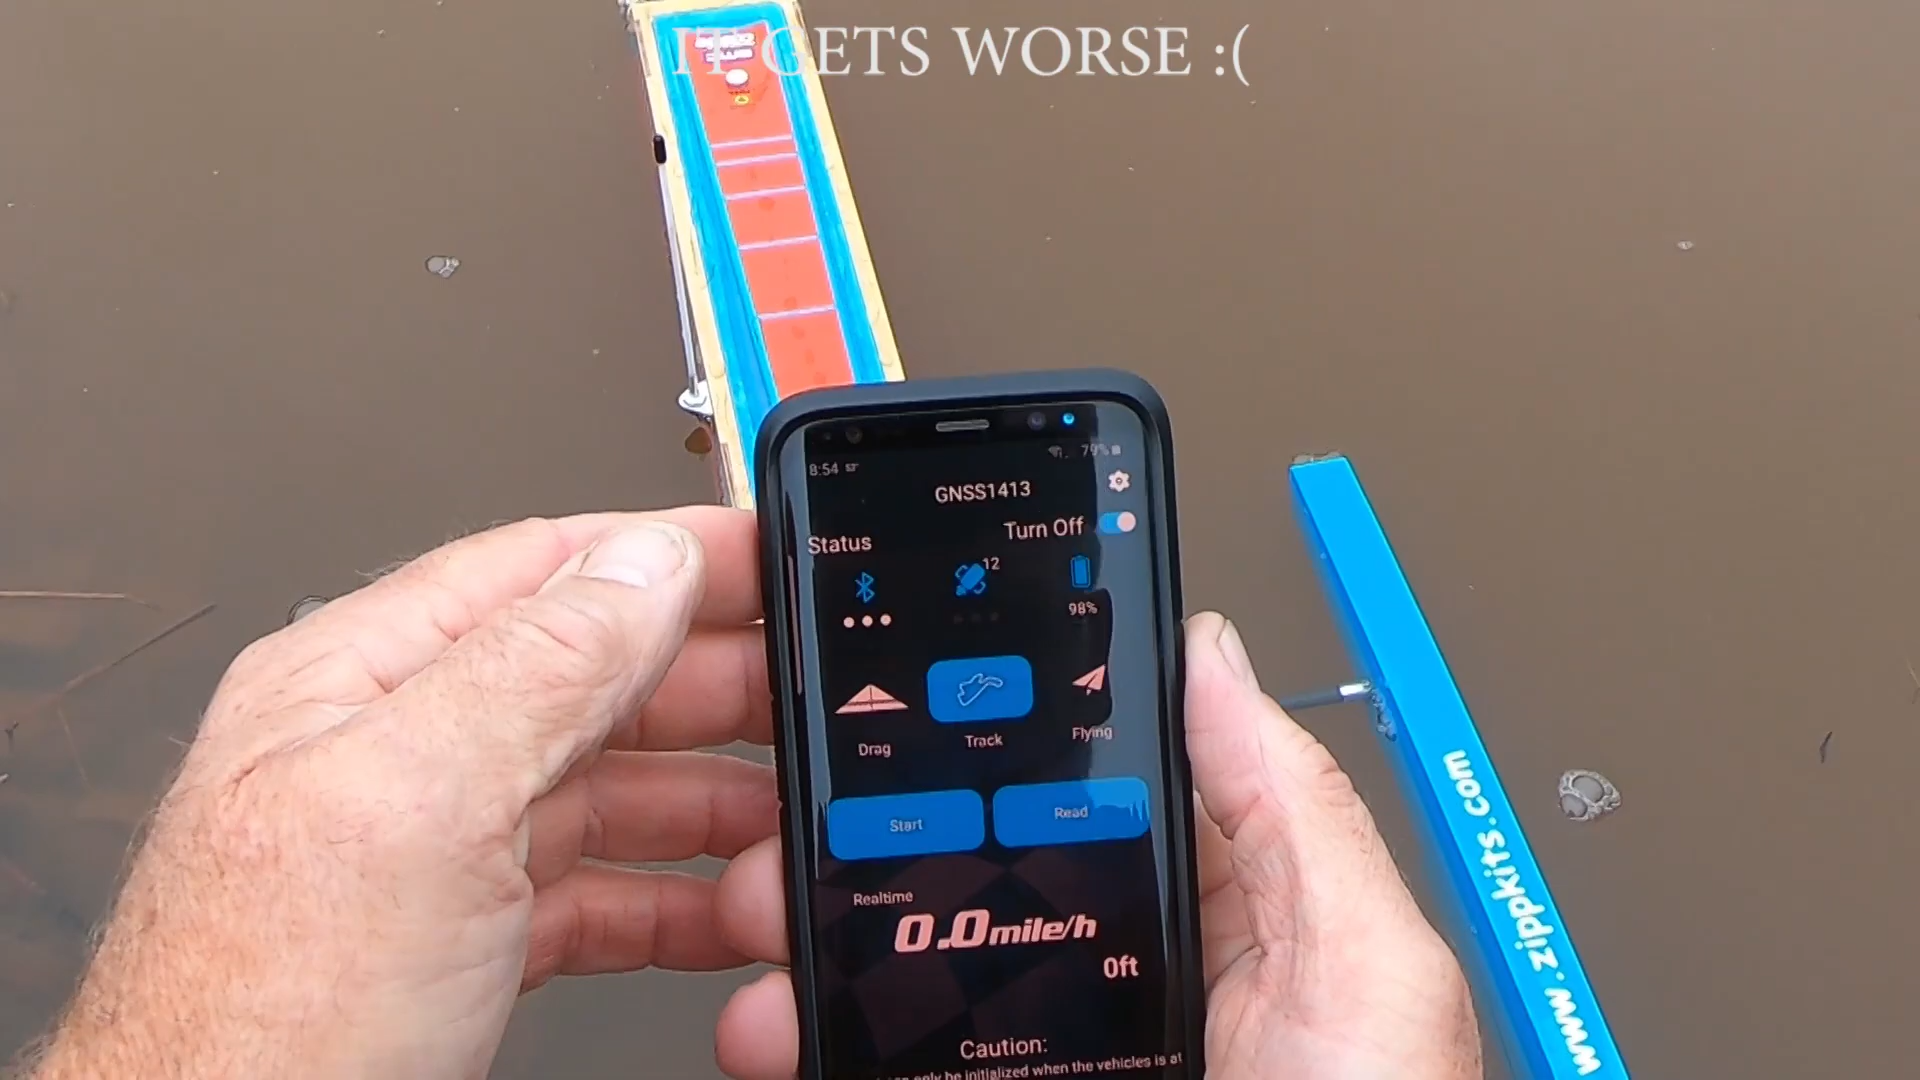 IT GETS WORSE :(
8:54
79%
GNSS1413
Turn Off
Status
12
98%
Drag
Track
Flying
Start
Read
Realtime
0.0mile/h
0ft
Caution:
only be initialized when the vehicles is at
www.zippkits.com